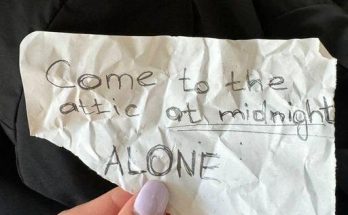 Come to the
attic at midnight
ALONE